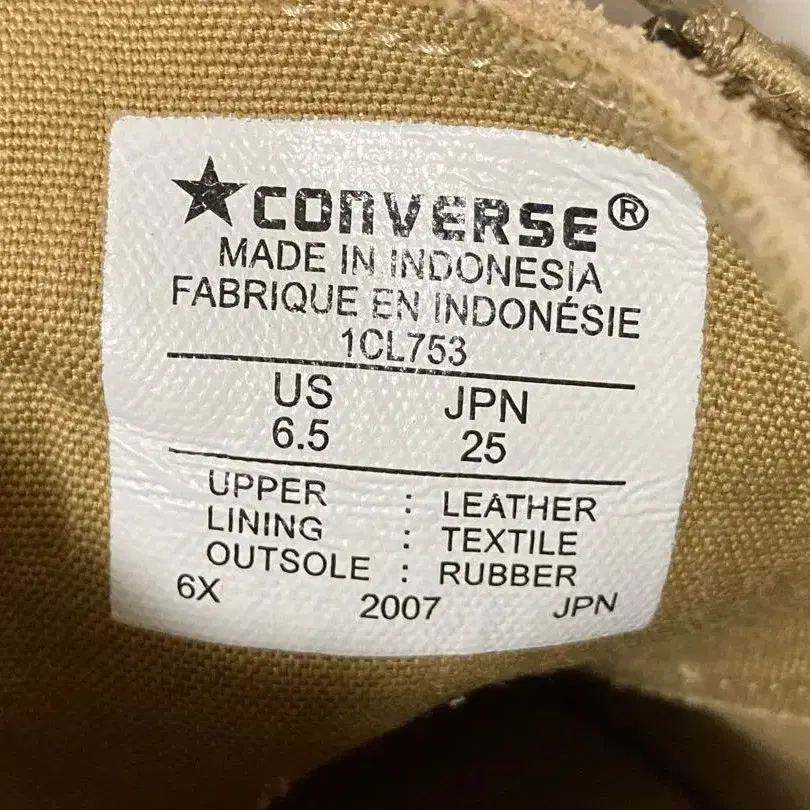 ★CONVERSE®
MADE IN INDONESIA
FABRIQUE EN INDONÉSIE
1CL753
US JPN
6.5 25
UPPER : LEATHER
LINING : TEXTILE
OUTSOLE : RUBBER
6X 2007 JPN